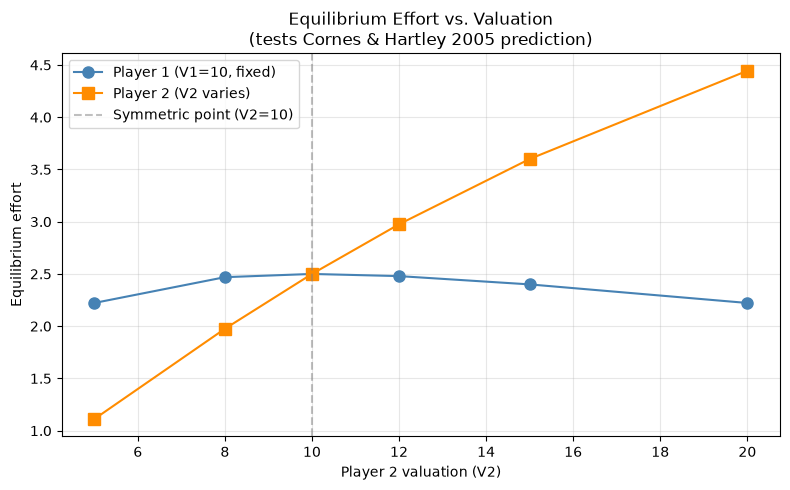 Equilibrium Effort vs. Valuation
(tests Cornes & Hartley 2005 prediction)
Player 1 (V1=10, fixed)
Player 2 (V2 varies)
Symmetric point (V2=10)
Equilibrium effort
4.5
4.0
3.5
3.0
2.5
2.0
1.5
1.0
6 8 10 12 14 16 18 20
Player 2 valuation (V2)